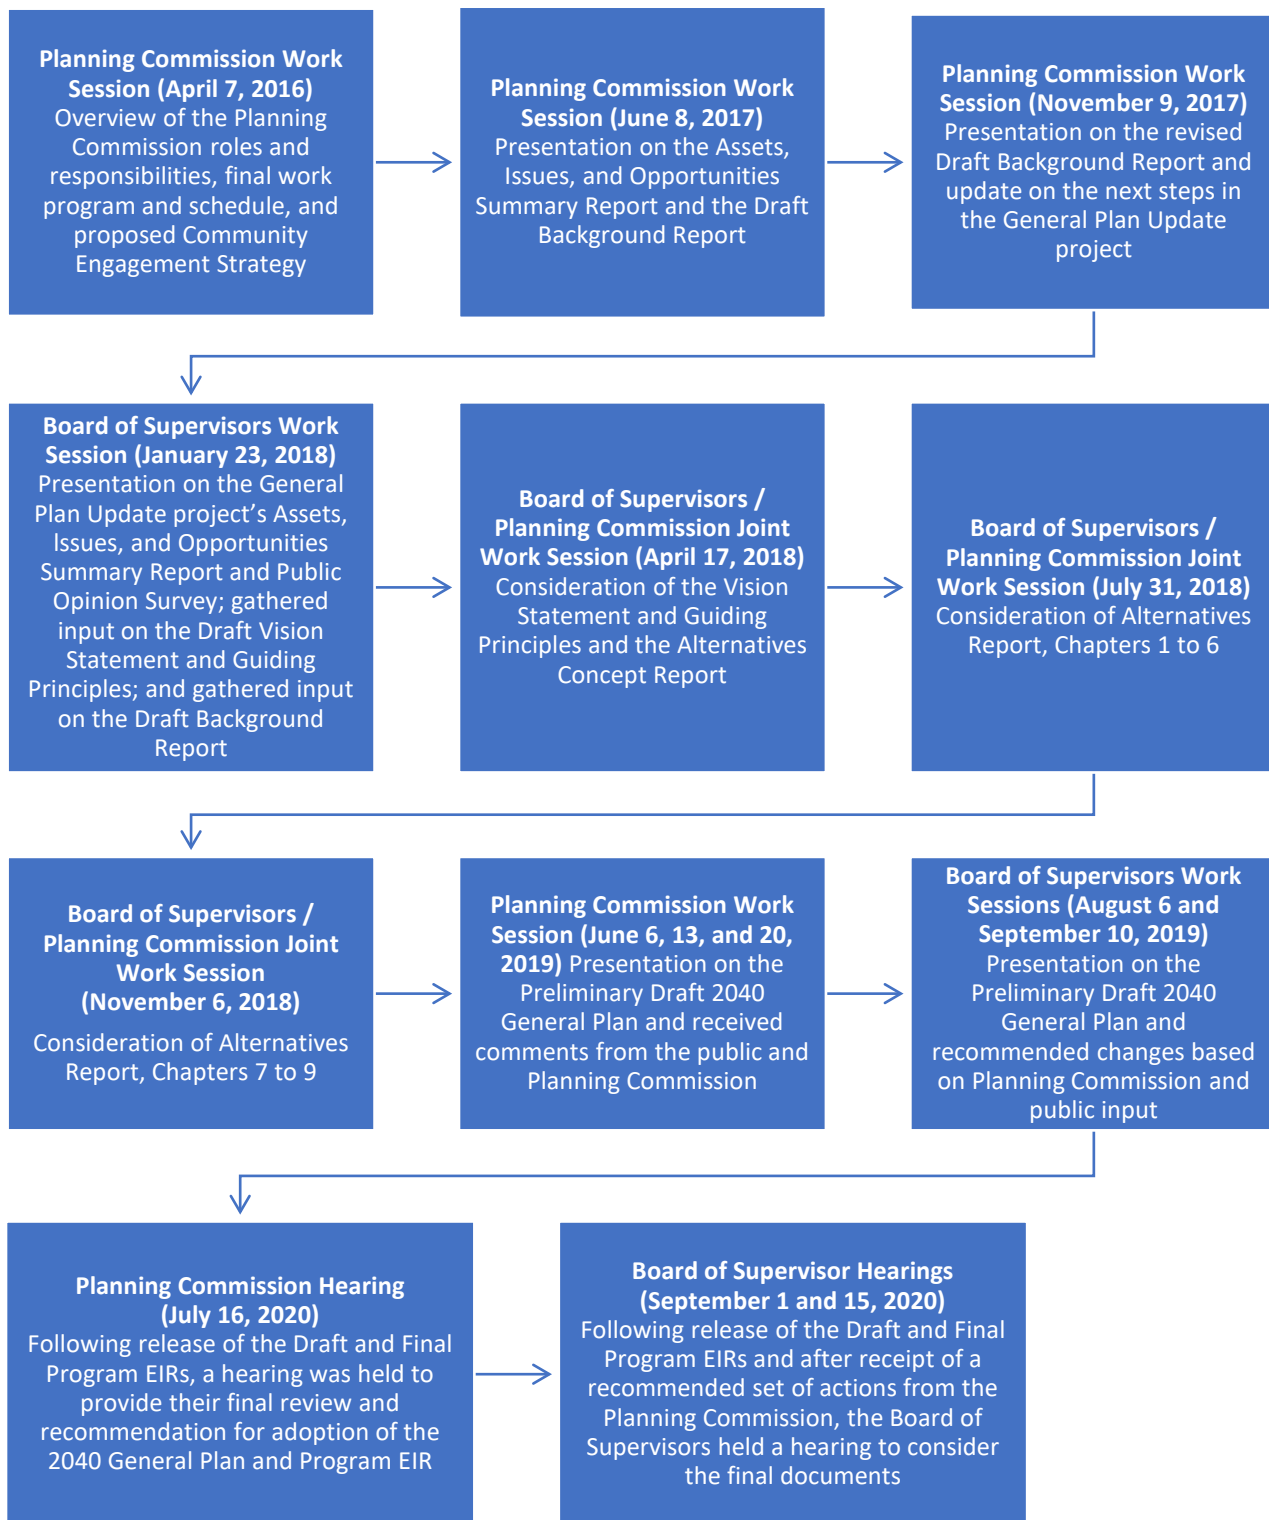 Planning Commission Work
Session (April 7, 2016)
Overview of the Planning
Commission roles and
responsibilities, final work
program and schedule, and
proposed Community
Engagement Strategy
Planning Commission Work
Session (June 8, 2017)
Presentation on the Assets,
Issues, and Opportunities
Summary Report and the Draft
Background Report
Planning Commission Work
Session (November 9, 2017)
Presentation on the revised
Draft Background Report and
update on the next steps in
the General Plan Update
project
Board of Supervisors Work
Session (January 23, 2018)
Presentation on the General
Plan Update project’s Assets,
Issues, and Opportunities
Summary Report and Public
Opinion Survey; gathered
input on the Draft Vision
Statement and Guiding
Principles; and gathered input
on the Draft Background
Report
Board of Supervisors /
Planning Commission Joint
Work Session (April 17, 2018)
Consideration of the Vision
Statement and Guiding
Principles and the Alternatives
Concept Report
Board of Supervisors /
Planning Commission Joint
Work Session (July 31, 2018)
Consideration of Alternatives
Report, Chapters 1 to 6
Board of Supervisors /
Planning Commission Joint
Work Session
(November 6, 2018)
Consideration of Alternatives
Report, Chapters 7 to 9
Planning Commission Work
Session (June 6, 13, and 20,
2019) Presentation on the
Preliminary Draft 2040
General Plan and received
comments from the public and
Planning Commission
Board of Supervisors Work
Sessions (August 6 and
September 10, 2019)
Presentation on the
Preliminary Draft 2040
General Plan and
recommended changes based
on Planning Commission and
public input
Planning Commission Hearing
(July 16, 2020)
Following release of the Draft and Final
Program EIRs, a hearing was held to
provide their final review and
recommendation for adoption of the
2040 General Plan and Program EIR
Board of Supervisor Hearings
(September 1 and 15, 2020)
Following release of the Draft and Final
Program EIRs and after receipt of a
recommended set of actions from the
Planning Commission, the Board of
Supervisors held a hearing to consider
the final documents